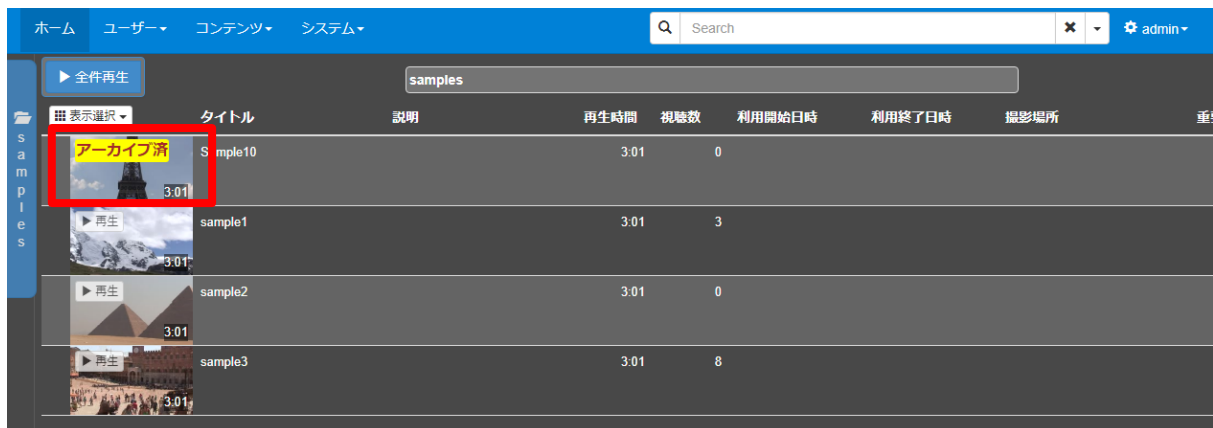 ホーム ユーザー コンテンツ システム Search admin
全件再生 samples
表示選択 タイトル 説明 再生時間 視聴数 利用開始日時 利用終了日時 撮影場所
samples
アーカイブ済 Sample10 3:01 0
3:01
再生 sample1 3:01 3
3:01
再生 sample2 3:01 0
3:01
再生 sample3 3:01 8
3:01